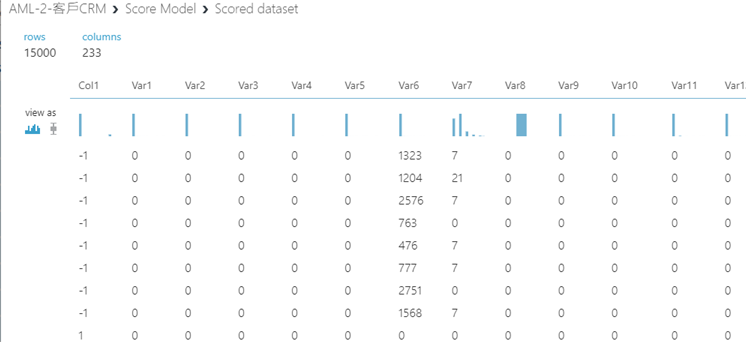 AML-2-客戶CRM › Score Model › Scored dataset
rows columns
15000 233
Col1 Var1 Var2 Var3 Var4 Var5 Var6 Var7 Var8 Var9 Var10 Var11
view as
-1 0 0 0 0 0 1323 7 0 0 0 0 0
-1 0 0 0 0 0 1204 21 0 0 0 0 0
-1 0 0 0 0 0 2576 7 0 0 0 0 0
-1 0 0 0 0 0 763 0 0 0 0 0 0
-1 0 0 0 0 0 476 7 0 0 0 0 0
-1 0 0 0 0 0 777 7 0 0 0 0 0
-1 0 0 0 0 0 2751 0 0 0 0 0 0
-1 0 0 0 0 0 1568 7 0 0 0 0 0
1 0 0 0 0 0 0 0 0 0 0 0 0